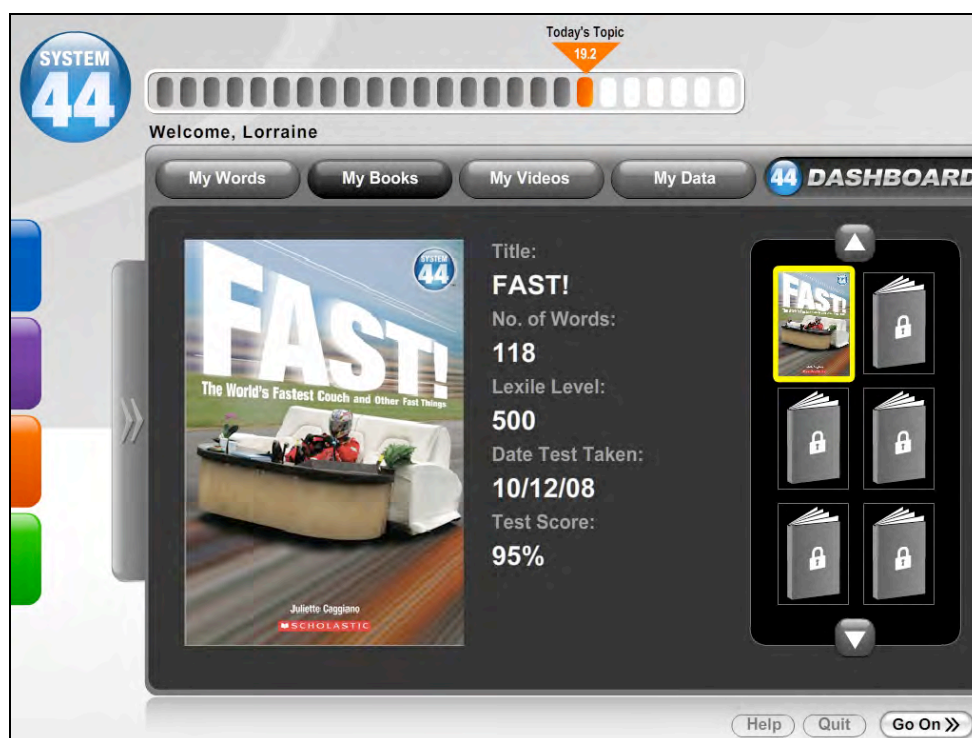 Today's Topic
19.2
SYSTEM
44
Welcome, Lorraine
My Words
My Books
My Videos
My Data
44 DASHBOARD
SYSTEM
44
FAST!
The World's Fastest Couch and Other Fast Things
Juliette Caggiano
SCHOLASTIC
Title:
FAST!
No. of Words:
118
Lexile Level:
500
Date Test Taken:
10/12/08
Test Score:
95%
FAST!
Help
Quit
Go On